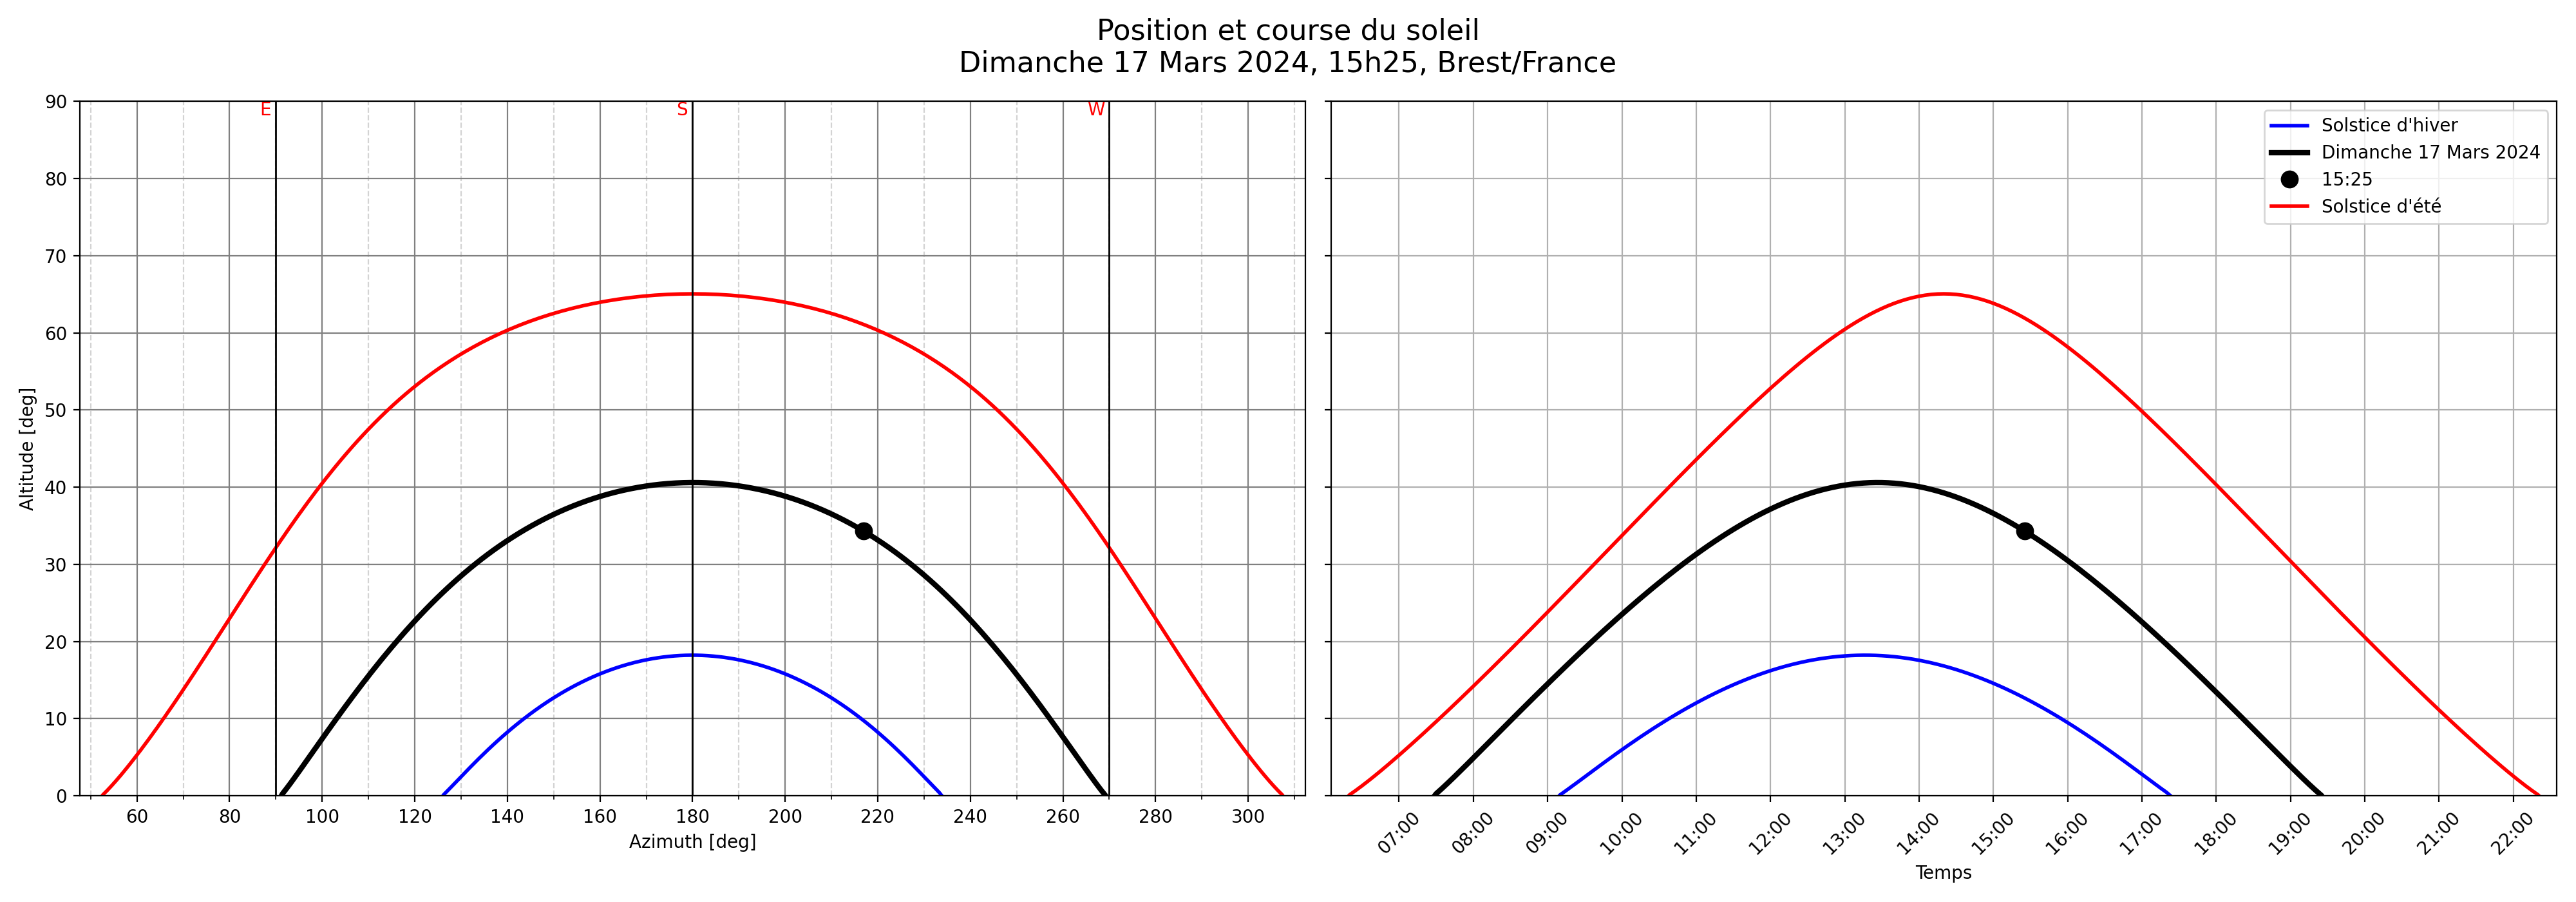 Position et course du soleil
Dimanche 17 Mars 2024, 15h25, Brest/France
E
S
W
90
80
70
60
50
40
30
20
10
0
Altitude [deg]
60 80 100 120 140 160 180 200 220 240 260 280 300
Azimuth [deg]
Solstice d'hiver
Dimanche 17 Mars 2024
15:25
Solstice d'été
07:00 08:00 09:00 10:00 11:00 12:00 13:00 14:00 15:00 16:00 17:00 18:00 19:00 20:00 21:00 22:00
Temps